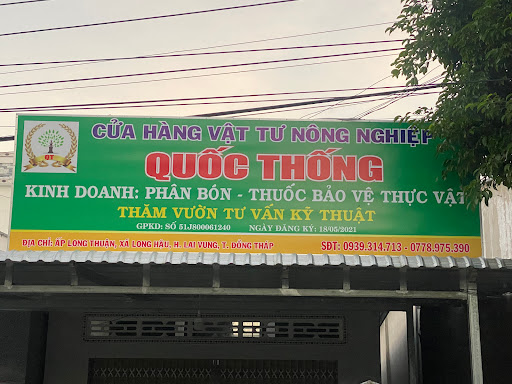 CỬA HÀNG VẬT TƯ NÔNG NGHIỆP
QT
QUỐC THỐNG
KINH DOANH: PHÂN BÓN - THUỐC BẢO VỆ THỰC VẬT
THĂM VƯỜN TƯ VẤN KỸ THUẬT
GPKD: SỐ 51J800061240 NGÀY ĐĂNG KÝ: 18/05/2021
ĐỊA CHỈ: ẤP LONG THUẬN, XÃ LONG HẬU, H. LAI VUNG, T. ĐỒNG THÁP SĐT: 0939.314.713 - 0778.975.390